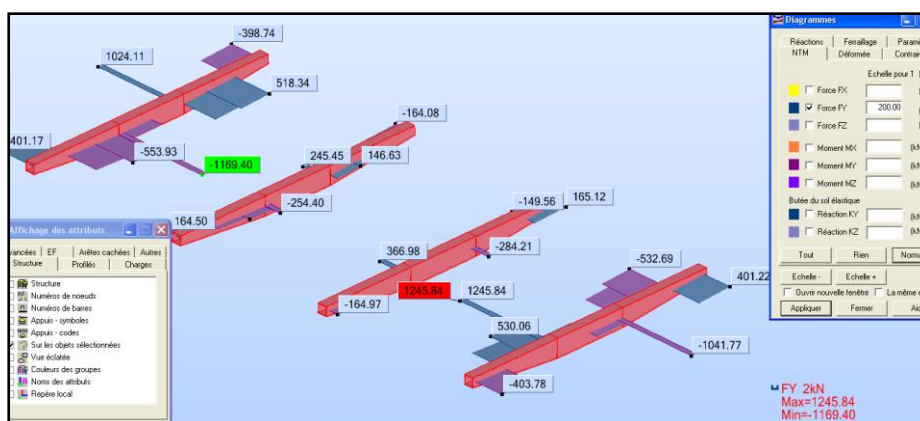 -398.74
1024.11
518.34
401.17
-553.93
-1169.40
-164.08
245.45
146.63
-254.40
164.50
-149.56
165.12
366.98
-284.21
-164.97
1245.84
1245.84
-532.69
401.22
530.06
-1041.77
-403.78
Diagrammes
Réactions Ferraillage
NTM Déformée
Echelle pour 1
Force FX
Force FY 200.00
Force FZ
Moment MX
Moment MY
Moment MZ
Butée du sol élastique
Réaction KY
Réaction KZ
Tout Rien
Echelle - Echelle +
Ouvrir nouvelle fenêtre La même
Appliquer Fermer
Affichage des attributs
EF Arêtes cachées Autres
Structure Profilés Charges
Structure
Numéros de noeuds
Numéros de barres
Appuis - symboles
Appuis - codes
Sur les objets sélectionnées
Vue éclatée
Couleurs des groupes
Noms des attributs
Repère local
FY 2kN
Max=1245.84
Min=-1169.40